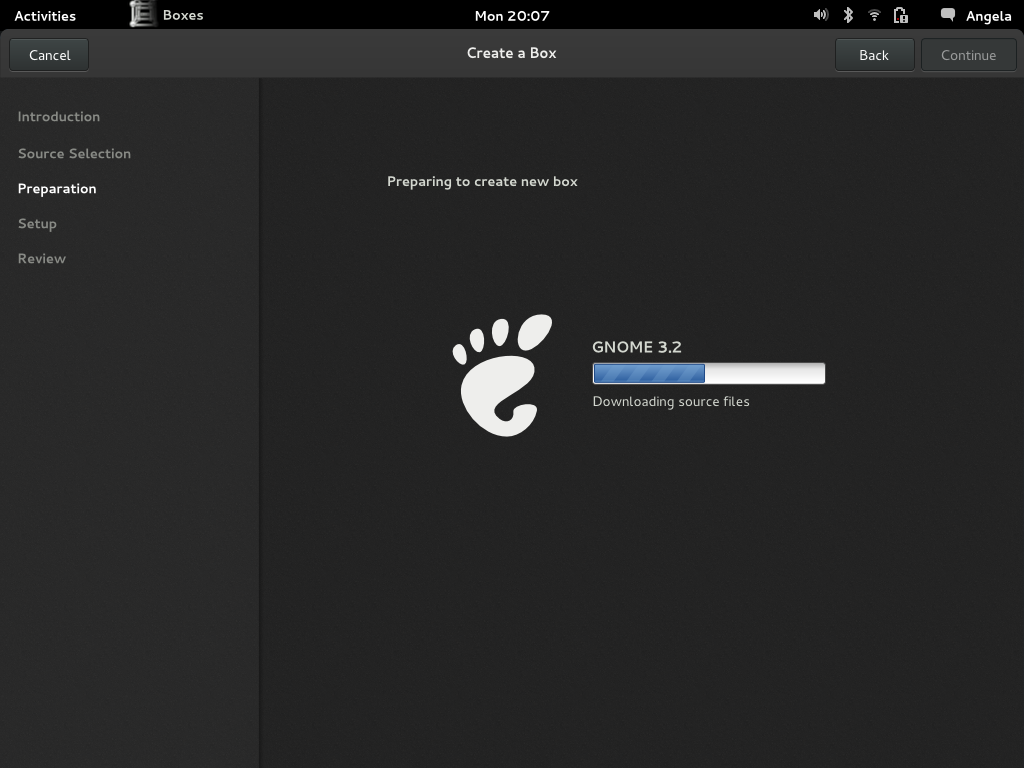 Activities
Boxes
Mon 20:07
Angela
Cancel
Create a Box
Back
Continue
Introduction
Source Selection
Preparation
Setup
Review
Preparing to create new box
GNOME 3.2
Downloading source files